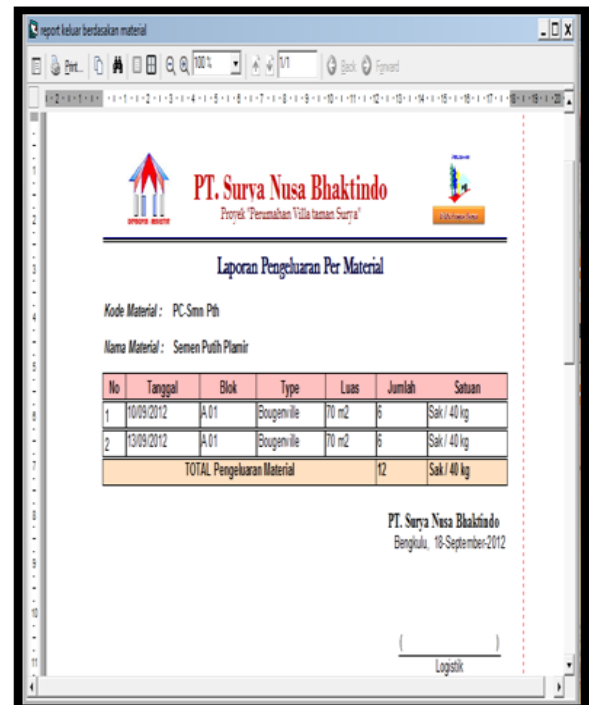 report keluar berdasakan material
Print... 100% 1/1 Back Forward
PT. Surya Nusa Bhaktindo
Proyek "Perumahan Villa taman Surya"
Laporan Pengeluaran Per Material
Kode Material : PC-Smn Pth
Nama Material : Semen Putih Plamir
No Tanggal Blok Type Luas Jumlah Satuan
1 10/09/2012 A 01 Bougenville 70 m2 6 Sak / 40 kg
2 13/09/2012 A 01 Bougenville 70 m2 6 Sak / 40 kg
TOTAL Pengeluaran Material 12 Sak / 40 kg
PT. Surya Nusa Bhaktindo
Bengkulu, 18-September-2012
( )
Logistik